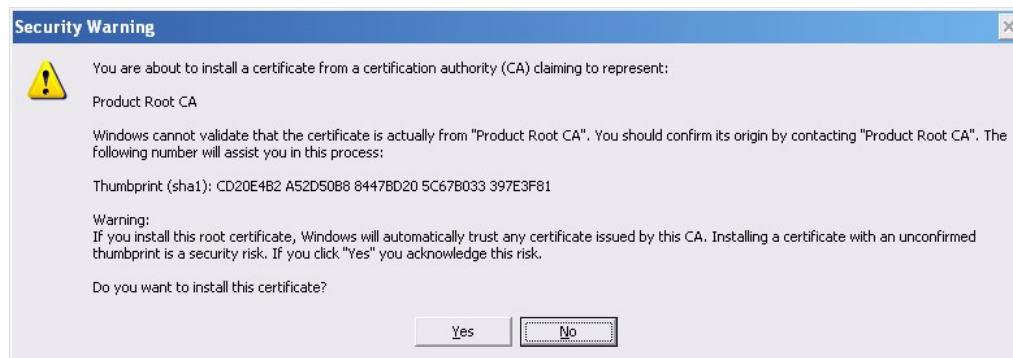 Security Warning
You are about to install a certificate from a certification authority (CA) claiming to represent:
Product Root CA
Windows cannot validate that the certificate is actually from "Product Root CA". You should confirm its origin by contacting "Product Root CA". The
following number will assist you in this process:
Thumbprint (sha1): CD20E4B2 A52D50B8 8447BD20 5C67B033 397E3F81
Warning:
If you install this root certificate, Windows will automatically trust any certificate issued by this CA. Installing a certificate with an unconfirmed
thumbprint is a security risk. If you click "Yes" you acknowledge this risk.
Do you want to install this certificate?
Yes
No